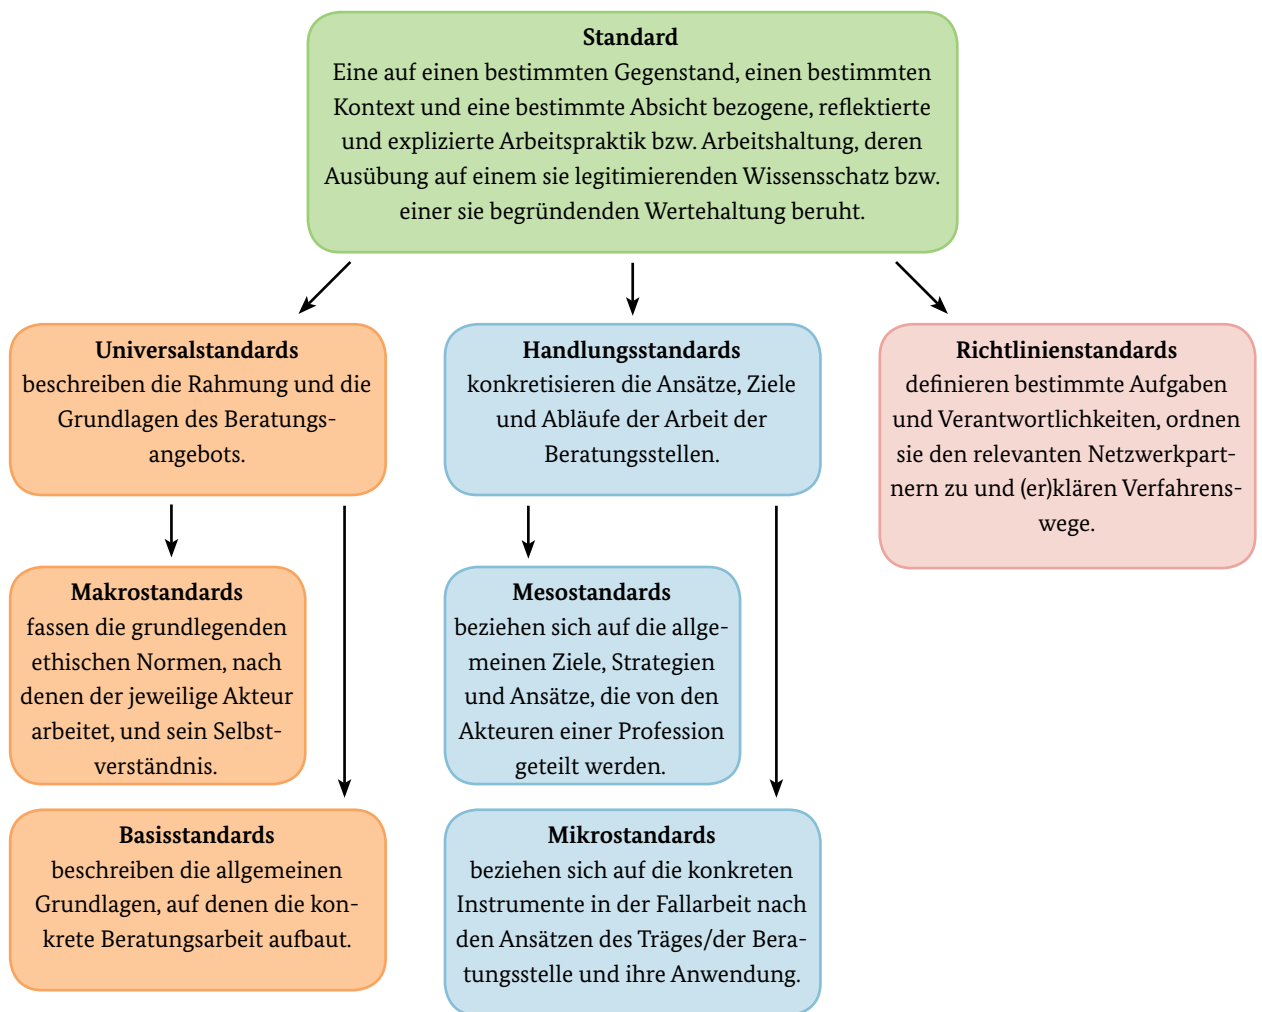 Standard
Eine auf einen bestimmten Gegenstand, einen bestimmten
Kontext und eine bestimmte Absicht bezogene, reflektierte
und explizierte Arbeitspraktik bzw. Arbeitshaltung, deren
Ausübung auf einem sie legitimierenden Wissensschatz bzw.
einer sie begründenden Wertehaltung beruht.
Universalstandards
beschreiben die Rahmung und die
Grundlagen des Beratungs-
angebots.
Handlungsstandards
konkretisieren die Ansätze, Ziele
und Abläufe der Arbeit der
Beratungsstellen.
Richtlinienstandards
definieren bestimmte Aufgaben
und Verantwortlichkeiten, ordnen
sie den relevanten Netzwerkpart-
nern zu und (er)klären Verfahrens-
wege.
Makrostandards
fassen die grundlegenden
ethischen Normen, nach
denen der jeweilige Akteur
arbeitet, und sein Selbst-
verständnis.
Mesostandards
beziehen sich auf die allge-
meinen Ziele, Strategien
und Ansätze, die von den
Akteuren einer Profession
geteilt werden.
Basisstandards
beschreiben die allgemeinen
Grundlagen, auf denen die kon-
krete Beratungsarbeit aufbaut.
Mikrostandards
beziehen sich auf die konkreten
Instrumente in der Fallarbeit nach
den Ansätzen des Träges/der Bera-
tungsstelle und ihre Anwendung.